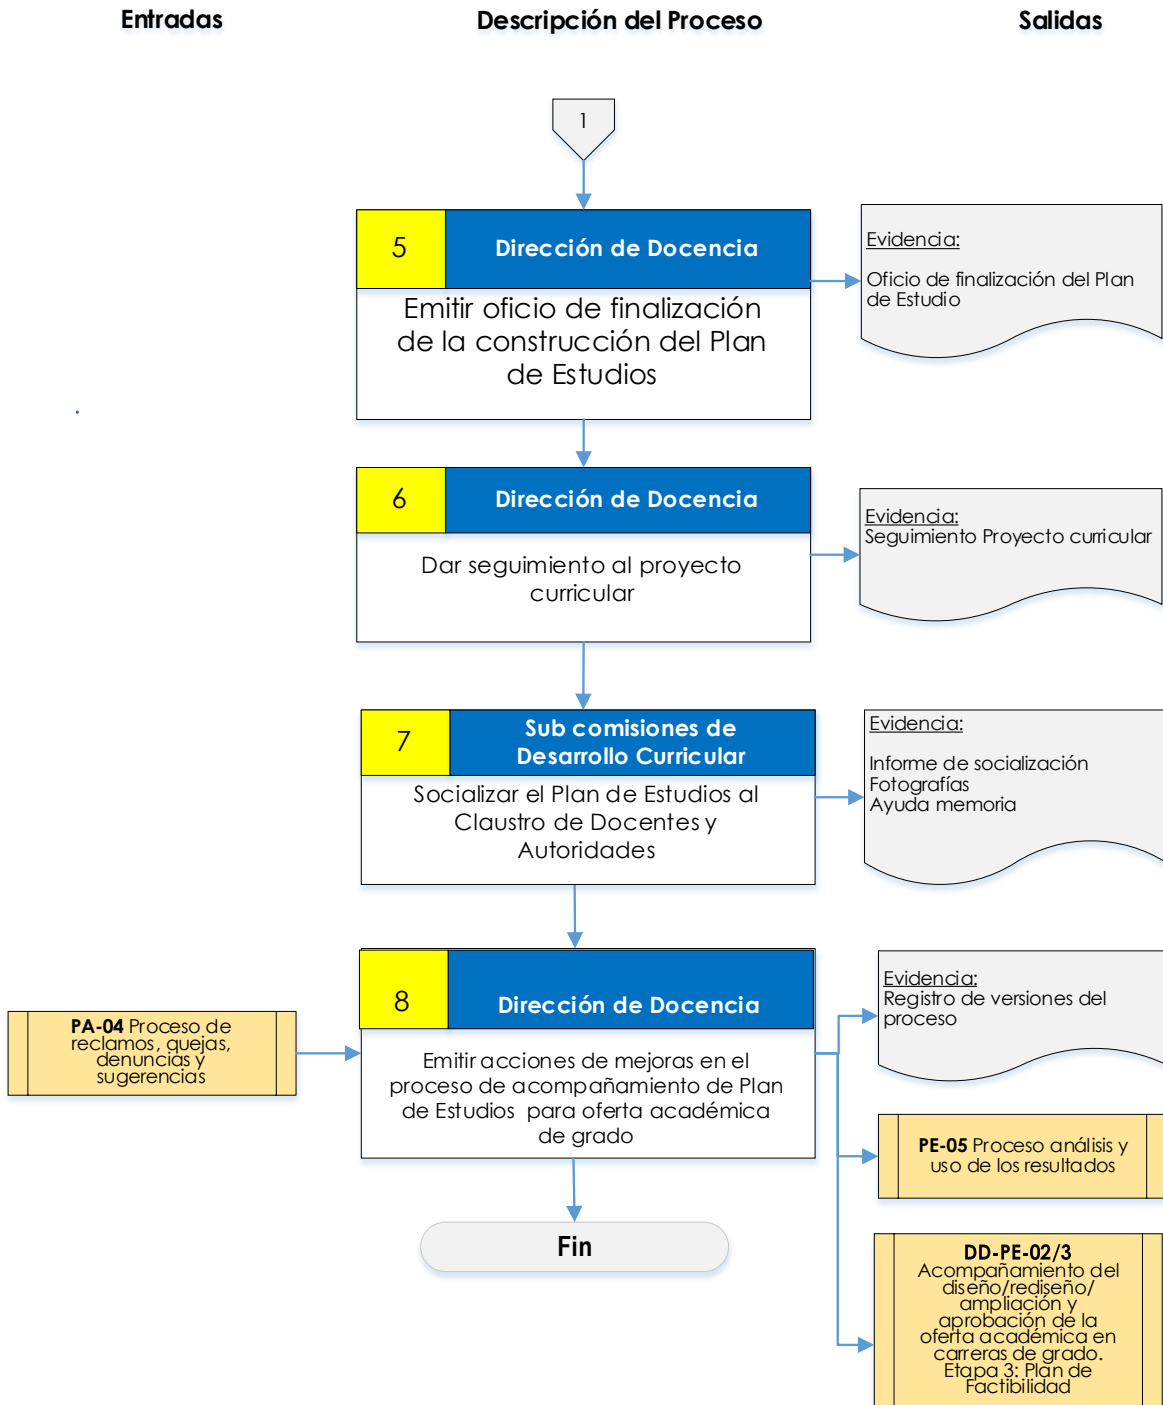 Entradas
Descripción del Proceso
Salidas
1
5
Dirección de Docencia
Emitir oficio de finalización
de la construcción del Plan
de Estudios
Evidencia:
Oficio de finalización del Plan
de Estudio
6
Dirección de Docencia
Dar seguimiento al proyecto
curricular
Evidencia:
Seguimiento Proyecto curricular
7
Sub comisiones de
Desarrollo Curricular
Socializar el Plan de Estudios al
Claustro de Docentes y
Autoridades
Evidencia:
Informe de socialización
Fotografías
Ayuda memoria
PA-04 Proceso de
reclamos, quejas,
denuncias y
sugerencias
8
Dirección de Docencia
Emitir acciones de mejoras en el
proceso de acompañamiento de Plan
de Estudios para oferta académica
de grado
Evidencia:
Registro de versiones del
proceso
PE-05 Proceso análisis y
uso de los resultados
DD-PE-02/3
Acompañamiento del
diseño/rediseño/
ampliación y
aprobación de la
oferta académica en
carreras de grado.
Etapa 3: Plan de
Factibilidad
Fin